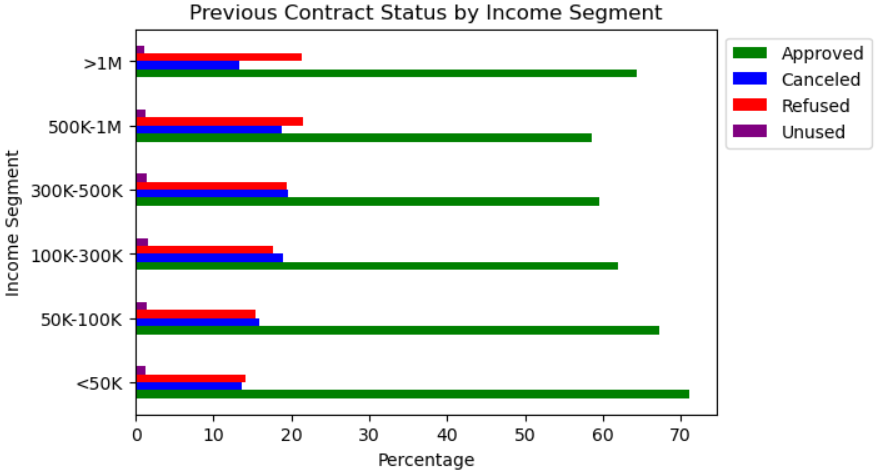 Previous Contract Status by Income Segment
>1M
500K-1M
300K-500K
100K-300K
50K-100K
<50K
Income Segment
0 10 20 30 40 50 60 70
Percentage
Approved
Canceled
Refused
Unused